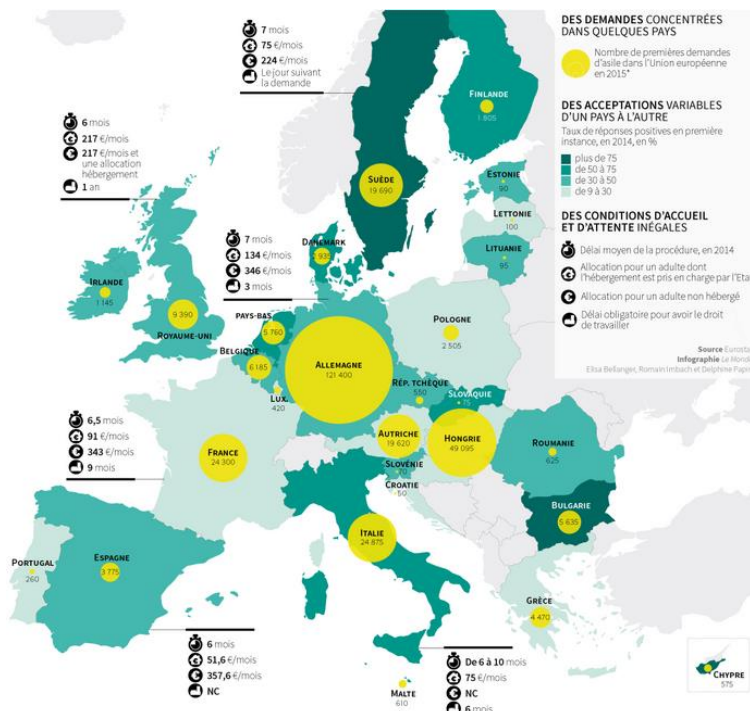 DES DEMANDES CONCENTRÉES
DANS QUELQUES PAYS
Nombre de premières demandes
d'asile dans l'Union européenne
en 2015*
DES ACCEPTATIONS VARIABLES
D'UN PAYS À L'AUTRE
Taux de réponses positives en première
instance, en 2014, en %
plus de 75
de 50 à 75
de 30 à 50
de 9 à 30
DES CONDITIONS D'ACCUEIL
ET D'ATTENTE INÉGALES
Délai moyen de la procédure, en 2014
Allocation pour un adulte dont
l'hébergement est pris en charge par l'Eta
Allocation pour un adulte non hébergé
Délai obligatoire pour avoir le droit
de travailler
Source Eurosta
Infographie Le Mond
Elisa Bellanger, Romain Imbach et Delphine Papi
7 mois
75 €/mois
224 €/mois
Le jour suivant
la demande
FINLANDE
1 805
6 mois
217 €/mois
217 €/mois et
une allocation
hébergement
1 an
SUÈDE
19 690
ESTONIE
90
LETTONIE
100
LITUANIE
95
7 mois
134 €/mois
346 €/mois
3 mois
DANEMARK
IRLANDE
1 145
9 390
ROYAUME-UNI
PAYS-BAS
5 760
BELGIQUE
6 185
LUX.
420
ALLEMAGNE
121 400
POLOGNE
2 505
RÉP. TCHÈQUE
550
SLOVAQUIE
75
6,5 mois
91 €/mois
343 €/mois
9 mois
FRANCE
24 300
AUTRICHE
19 620
HONGRIE
49 095
ROUMANIE
625
SLOVÉNIE
70
CROATIE
50
BULGARIE
5 635
ITALIE
24 875
PORTUGAL
260
ESPAGNE
3 775
GRÈCE
4 470
6 mois
51,6 €/mois
357,6 €/mois
NC
De 6 à 10 mois
75 €/mois
NC
6 mois
MALTE
610
CHYPRE
575